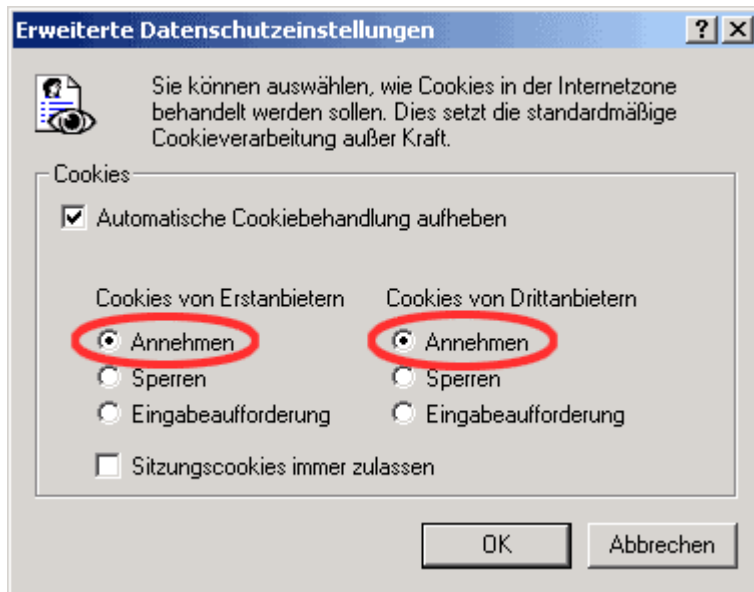 Erweiterte Datenschutzeinstellungen
Sie können auswählen, wie Cookies in der Internetzone
behandelt werden sollen. Dies setzt die standardmäßige
Cookieverarbeitung außer Kraft.
Cookies
Automatische Cookiebehandlung aufheben
Cookies von Erstanbietern Cookies von Drittanbietern
Annehmen Annehmen
Sperren Sperren
Eingabeaufforderung Eingabeaufforderung
Sitzungscookies immer zulassen
OK Abbrechen